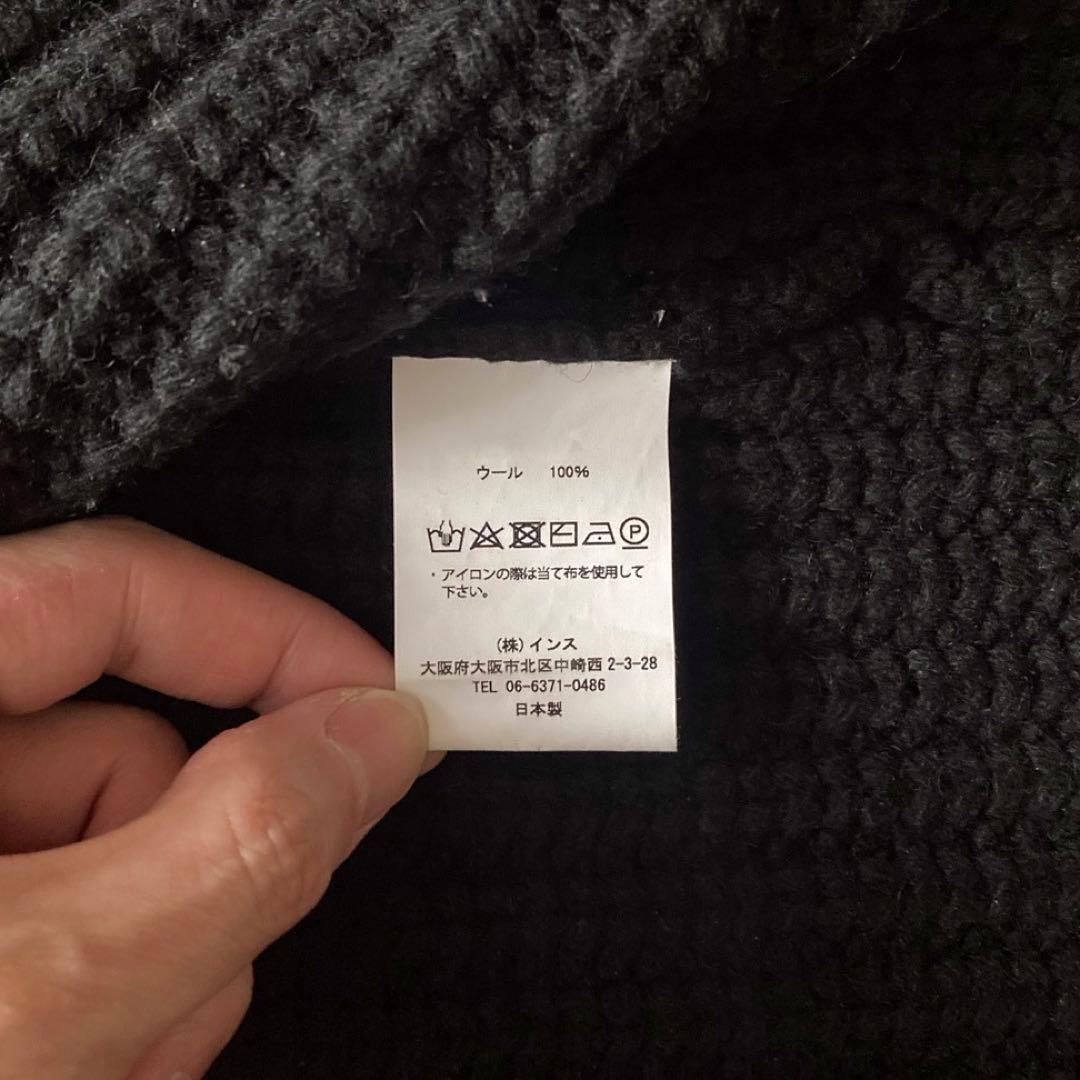 ウール 100%
P
・アイロンの際は当て布を使用して
下さい。
(株)インス
大阪府大阪市北区中崎西2-3-28
TEL 06-6371-0486
日本製